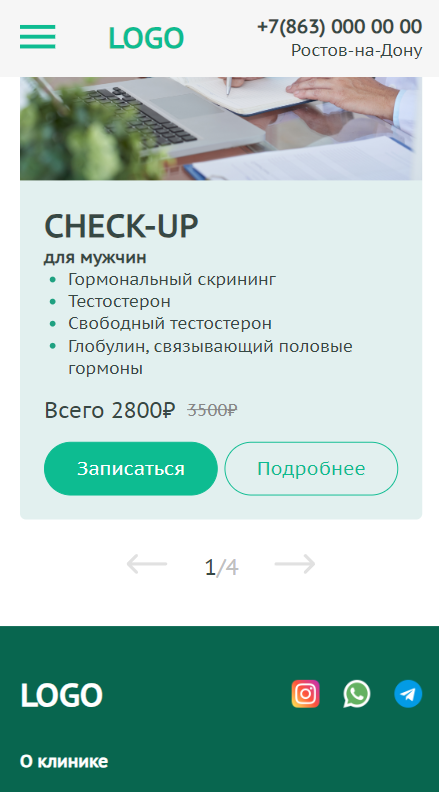 LOGO
+7(863) 000 00 00
Ростов-на-Дону
CHECK-UP
для мужчин
Гормональный скрининг
Тестостерон
Свободный тестостерон
Глобулин, связывающий половые
гормоны
Всего 2800₽ 3500₽
Записаться
Подробнее
1/4
LOGO
О клинике